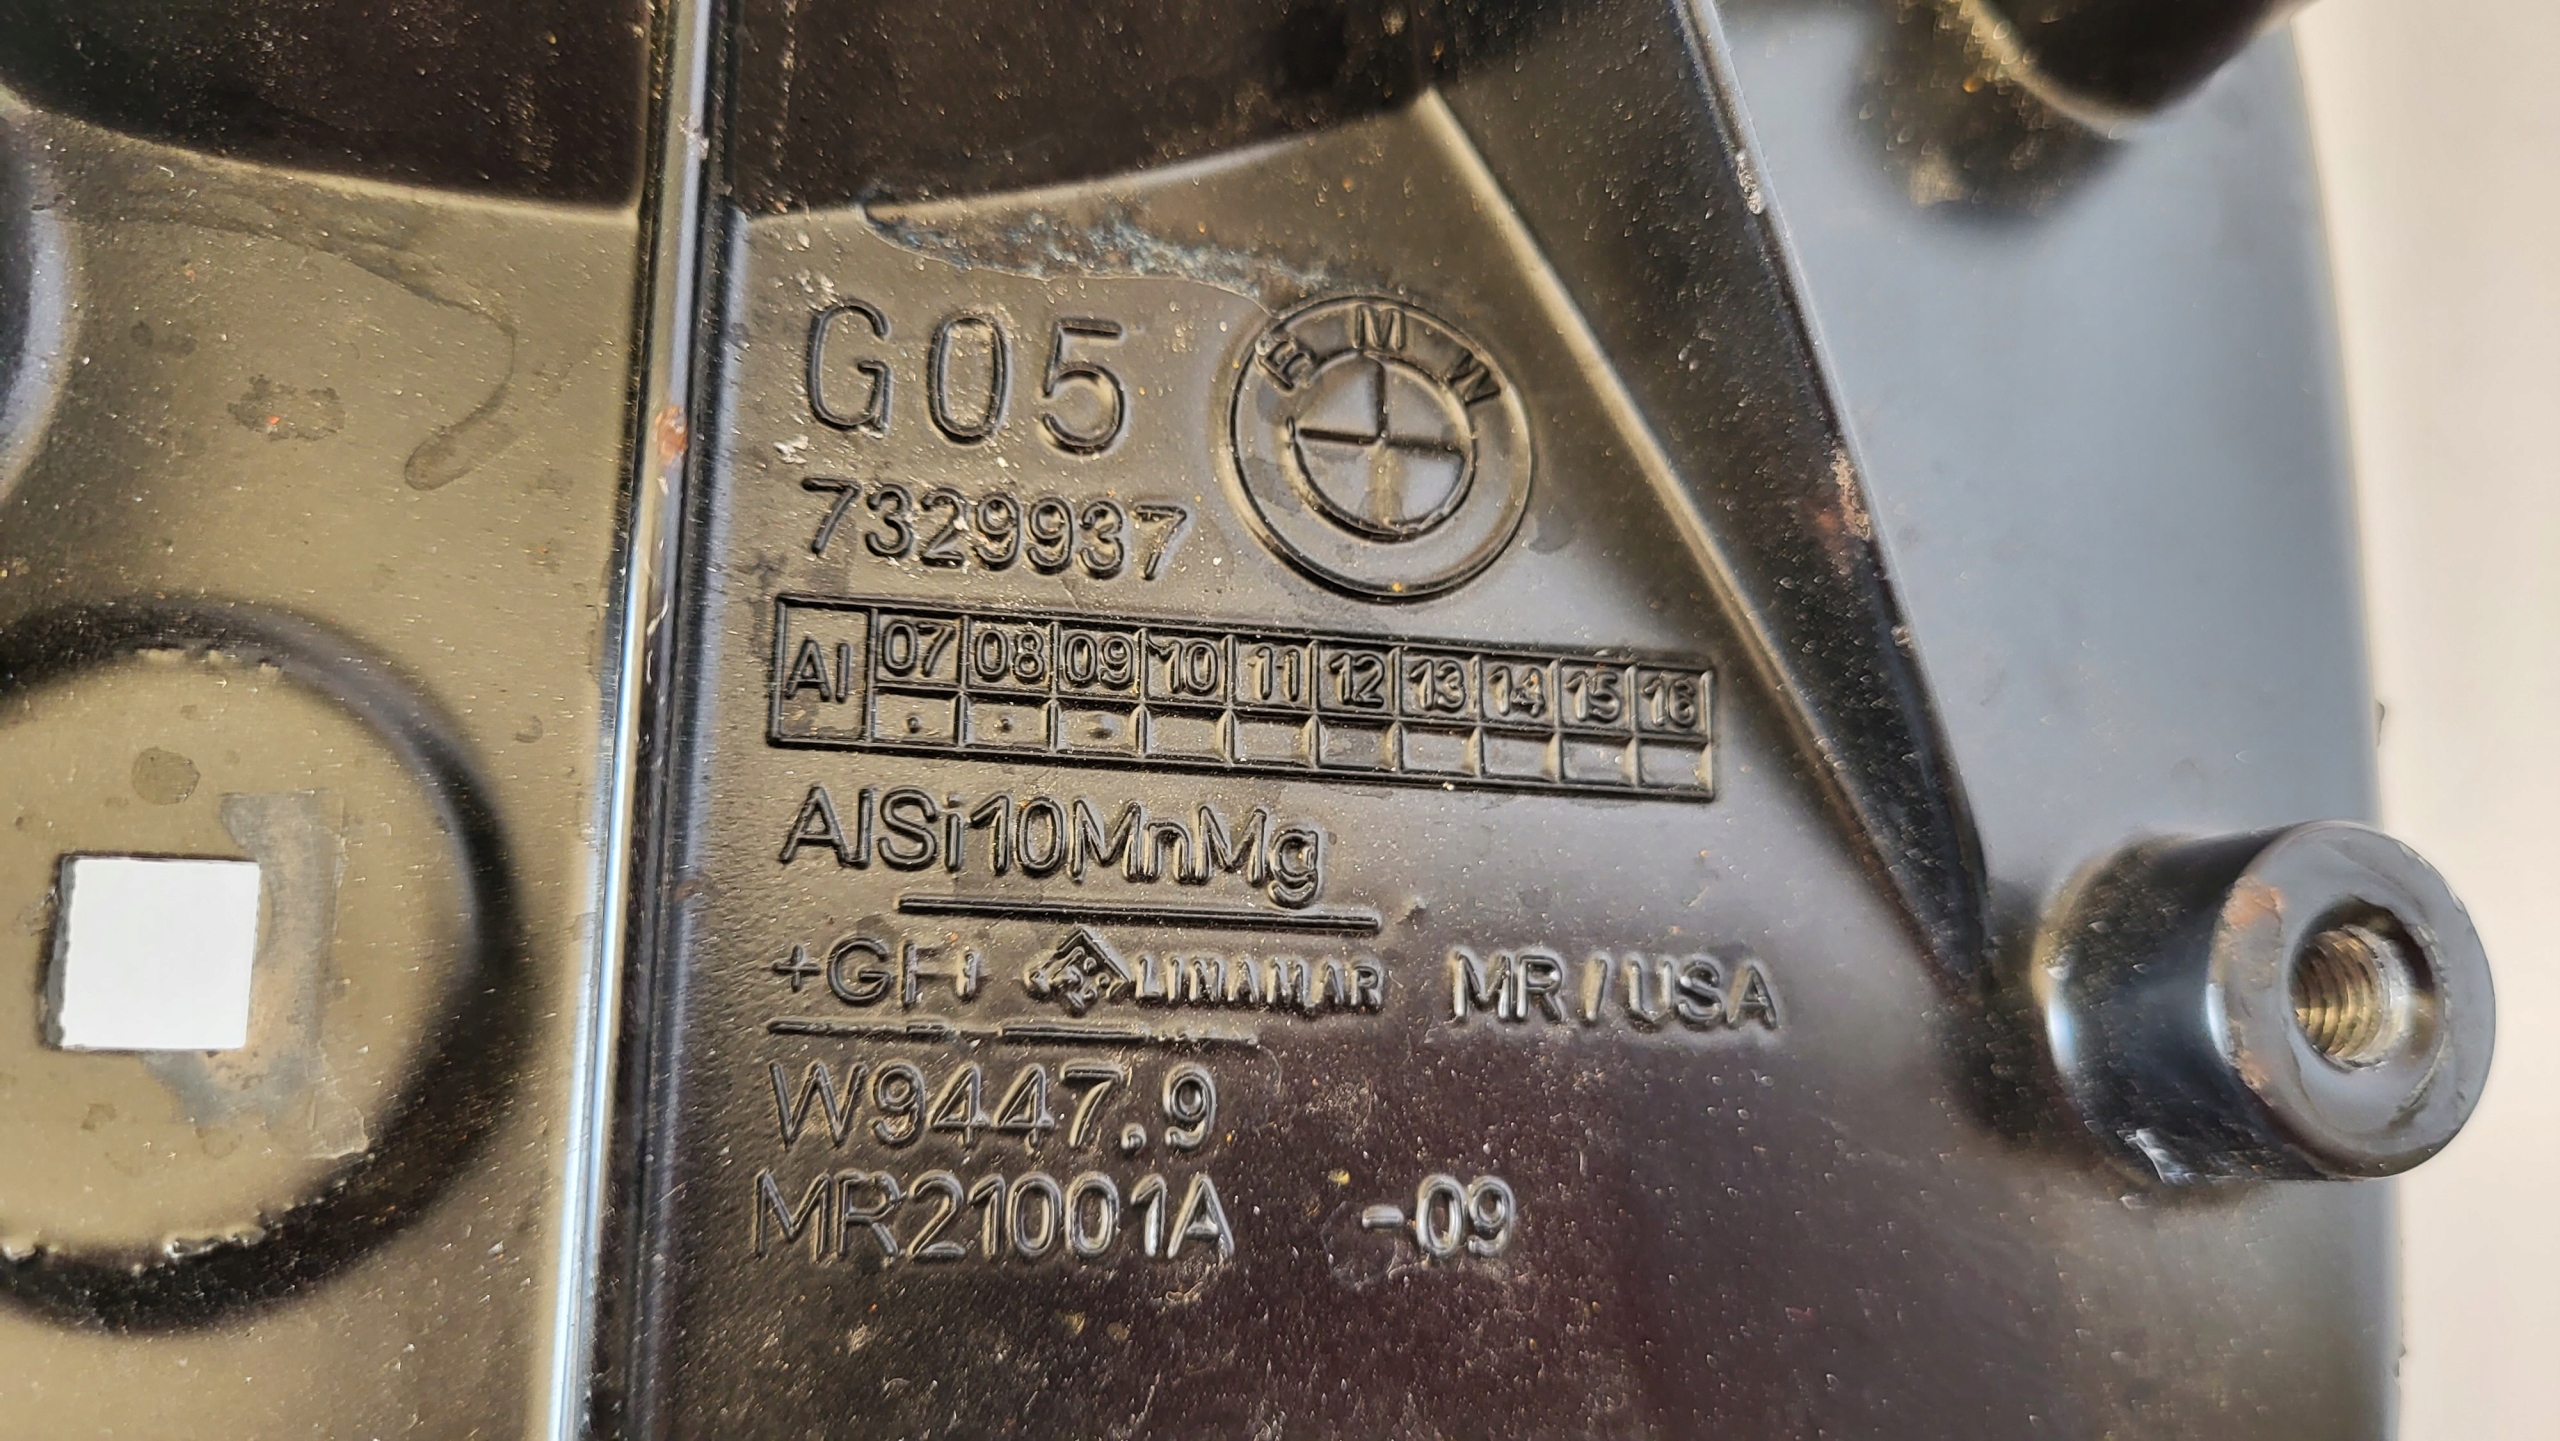 G05
BMW
7329937
AI 07 08 09 10 11 12 13 14 15 16
AlSi10MnMg
+GF+ LINAMAR MR/USA
W9447.9
MR21001A -09